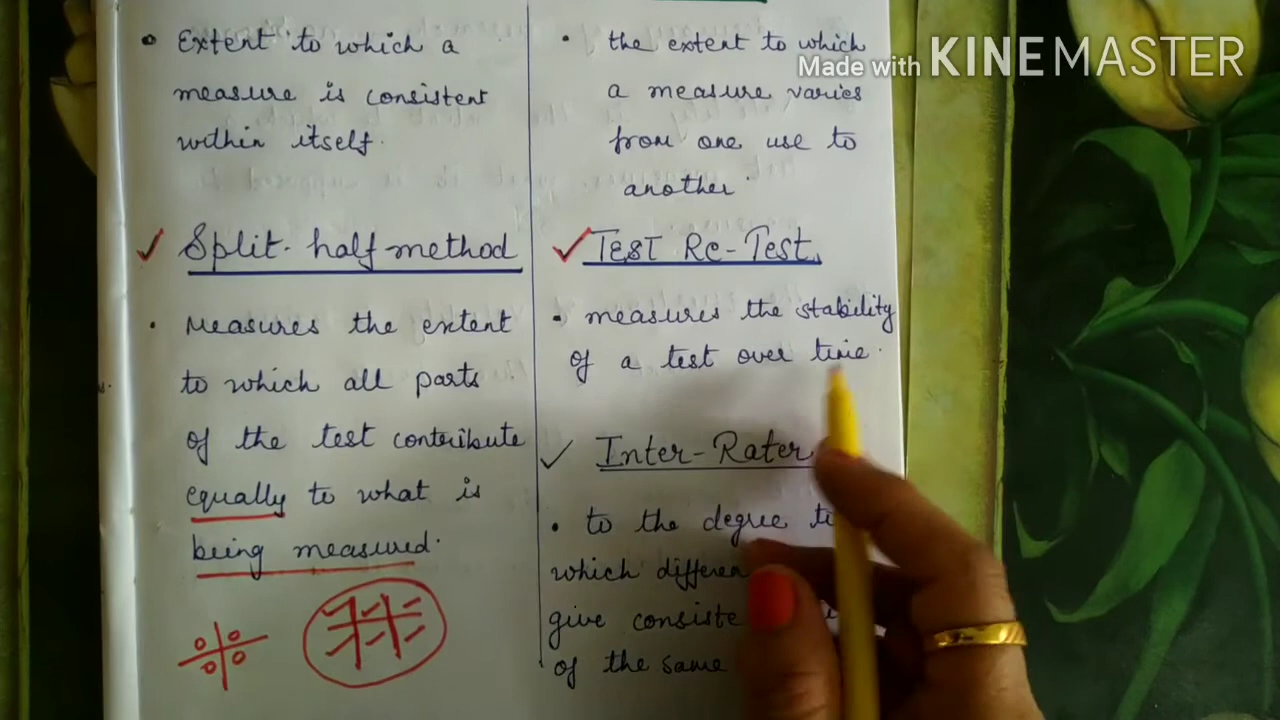 • Extent to which a
measure is consistent
within itself.
✓ Split-half method
• Measures the extent
to which all parts
of the test contribute
equally to what is
being measured.
• the extent to which
a measure varies
from one use to
another.
✓ TEST Re-Test
• measures the stability
of a test over time.
✓ Inter-Rater
• to the degree to
which
give
of the same
Made with KINEMASTER